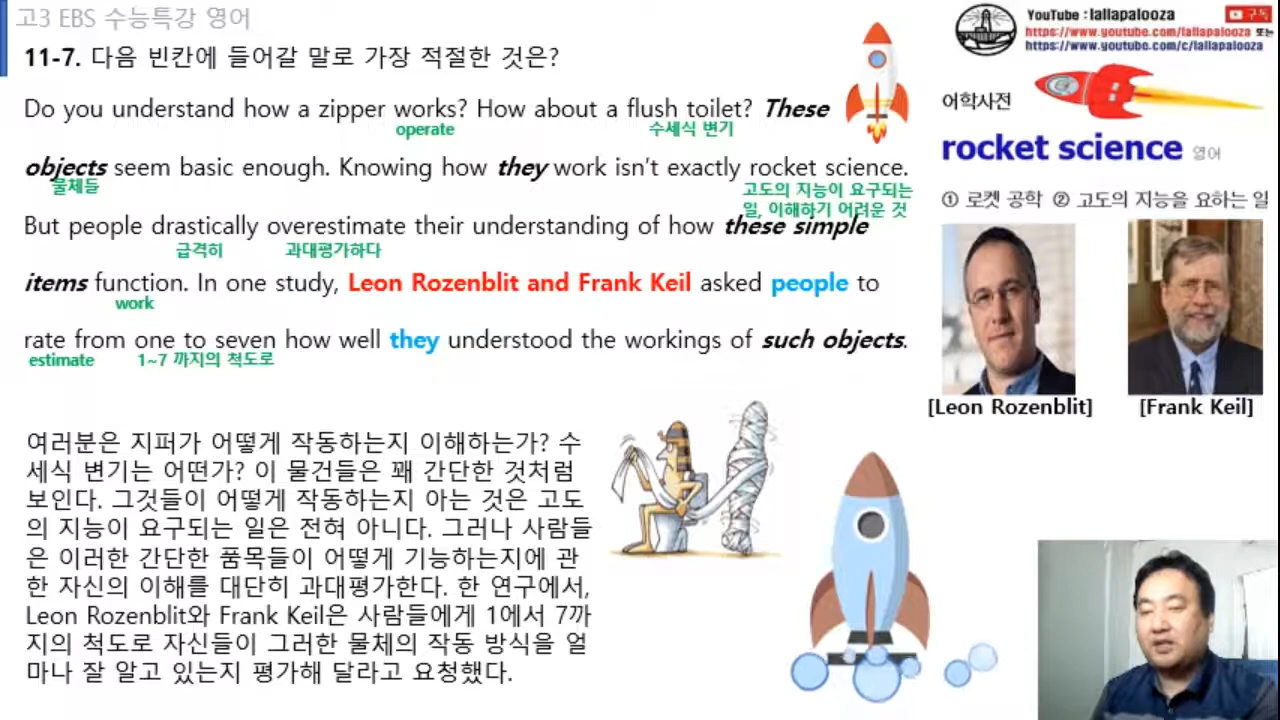 고3 EBS 수능특강 영어
11-7. 다음 빈칸에 들어갈 말로 가장 적절한 것은?
Do you understand how a zipper works? How about a flush toilet? These
operate
수세식 변기
objects seem basic enough. Knowing how they work isn't exactly rocket science.
물체들
고도의 지능이 요구되는
일, 이해하기 어려운 것
But people drastically overestimate their understanding of how these simple
급격히
과대평가하다
items function. In one study, Leon Rozenblit and Frank Keil asked people to
work
rate from one to seven how well they understood the workings of such objects.
estimate
1~7 까지의 척도로
여러분은 지퍼가 어떻게 작동하는지 이해하는가? 수
세식 변기는 어떤가? 이 물건들은 꽤 간단한 것처럼
보인다. 그것들이 어떻게 작동하는지 아는 것은 고도
의 지능이 요구되는 일은 전혀 아니다. 그러나 사람들
은 이러한 간단한 품목들이 어떻게 기능하는지에 관
한 자신의 이해를 대단히 과대평가한다. 한 연구에서,
Leon Rozenblit와 Frank Keil은 사람들에게 1에서 7까
지의 척도로 자신들이 그러한 물체의 작동 방식을 얼
마나 잘 알고 있는지 평가해 달라고 요청했다.
YouTube : lallapalooza
구독
https://www.youtube.com/lallapalooza 또는
https://www.youtube.com/c/lallapalooza
어학사전
rocket science 영어
① 로켓 공학 ② 고도의 지능을 요하는 일
[Leon Rozenblit]
[Frank Keil]